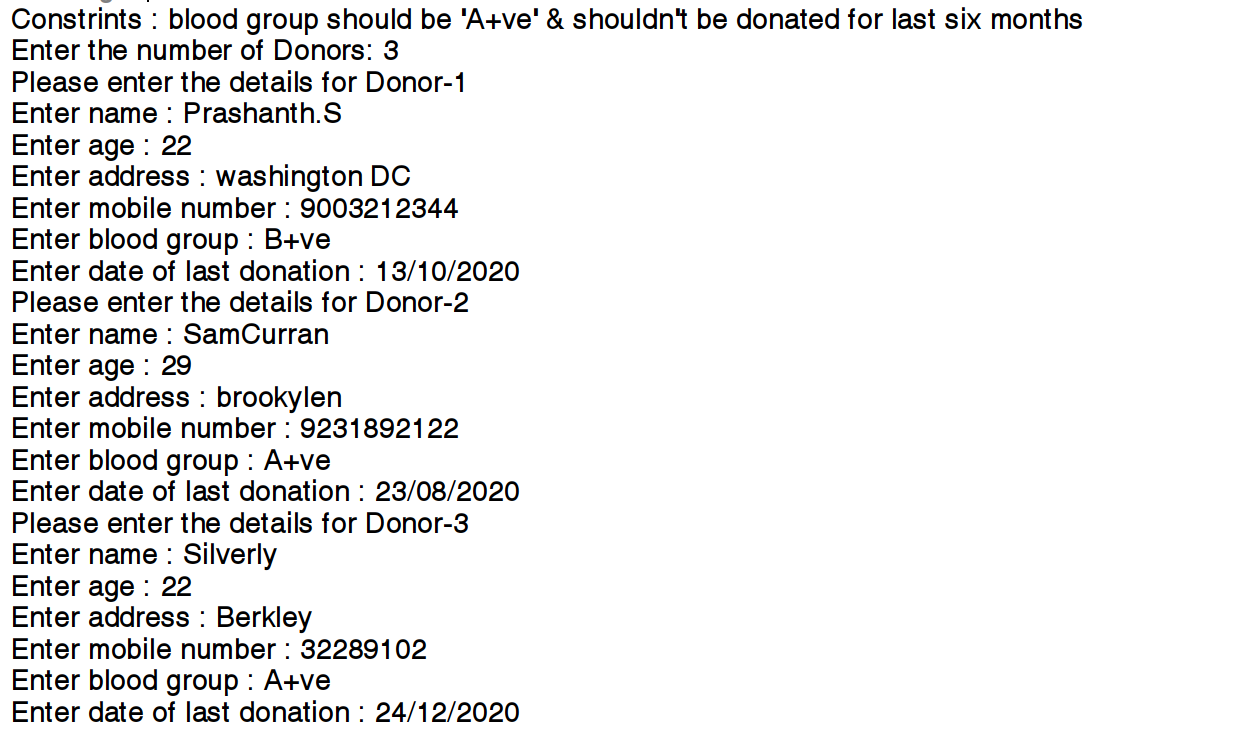 Constrints : blood group should be 'A+ve' & shouldn't be donated for last six months
Enter the number of Donors: 3
Please enter the details for Donor-1
Enter name : Prashanth.S
Enter age : 22
Enter address : washington DC
Enter mobile number : 9003212344
Enter blood group : B+ve
Enter date of last donation : 13/10/2020
Please enter the details for Donor-2
Enter name : SamCurran
Enter age : 29
Enter address : brookylen
Enter mobile number : 9231892122
Enter blood group : A+ve
Enter date of last donation : 23/08/2020
Please enter the details for Donor-3
Enter name : Silverly
Enter age : 22
Enter address : Berkley
Enter mobile number : 32289102
Enter blood group : A+ve
Enter date of last donation : 24/12/2020